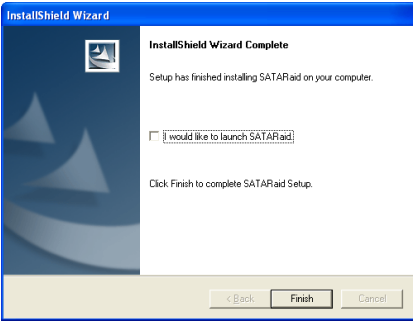 InstallShield Wizard
InstallShield Wizard Complete
Setup has finished installing SATARaid on your computer.
I would like to launch SATARaid.
Click Finish to complete SATARaid Setup.
< Back
Finish
Cancel